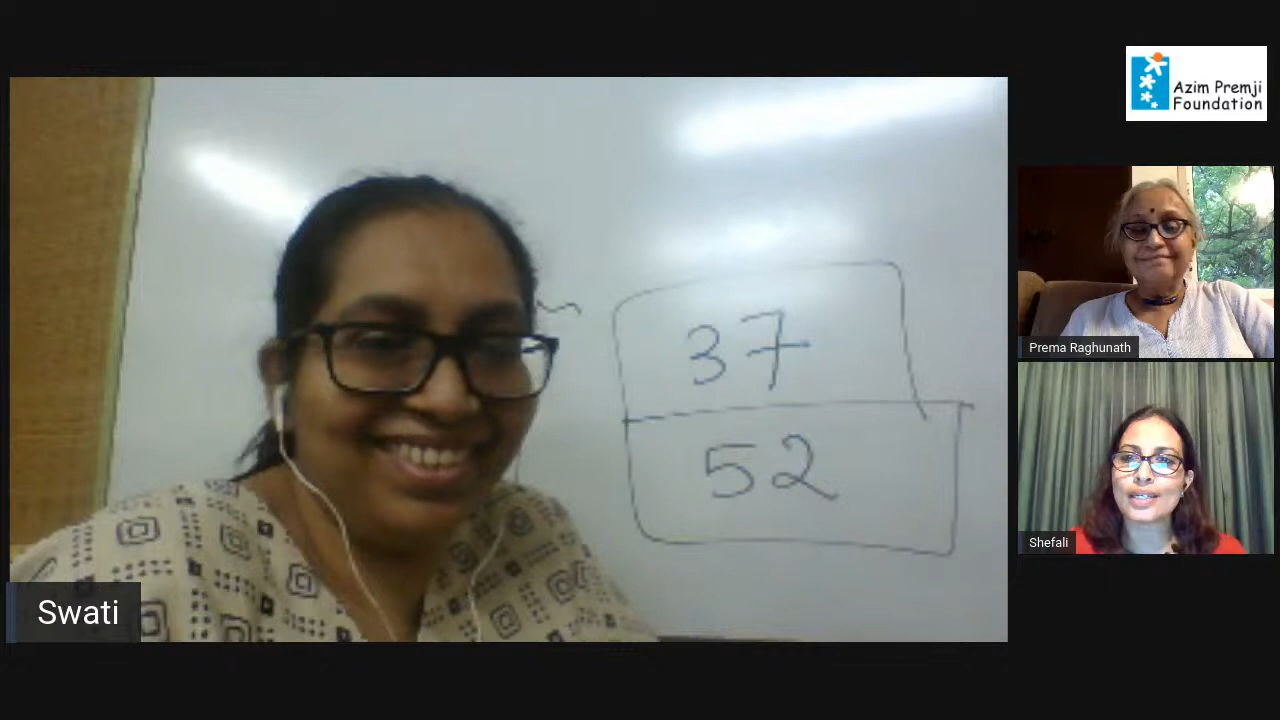 Azim Premji
Foundation
37
52
Prema Raghunath
Shefali
Swati